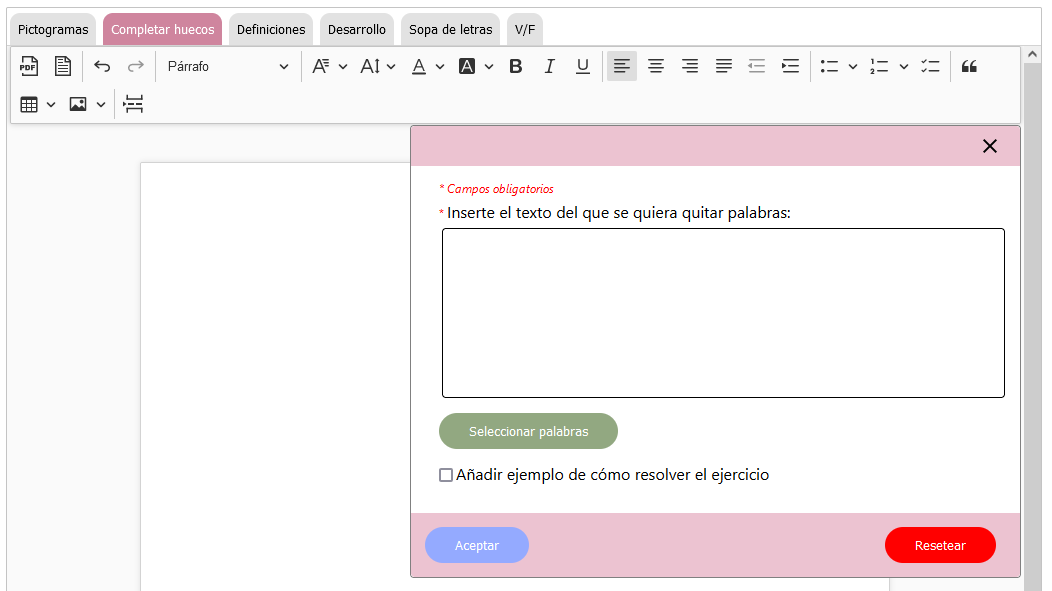 Pictogramas Completar huecos Definiciones Desarrollo Sopa de letras V/F
PDF Párrafo
* Campos obligatorios
* Inserte el texto del que se quiera quitar palabras:
Seleccionar palabras
Añadir ejemplo de cómo resolver el ejercicio
Aceptar Resetear